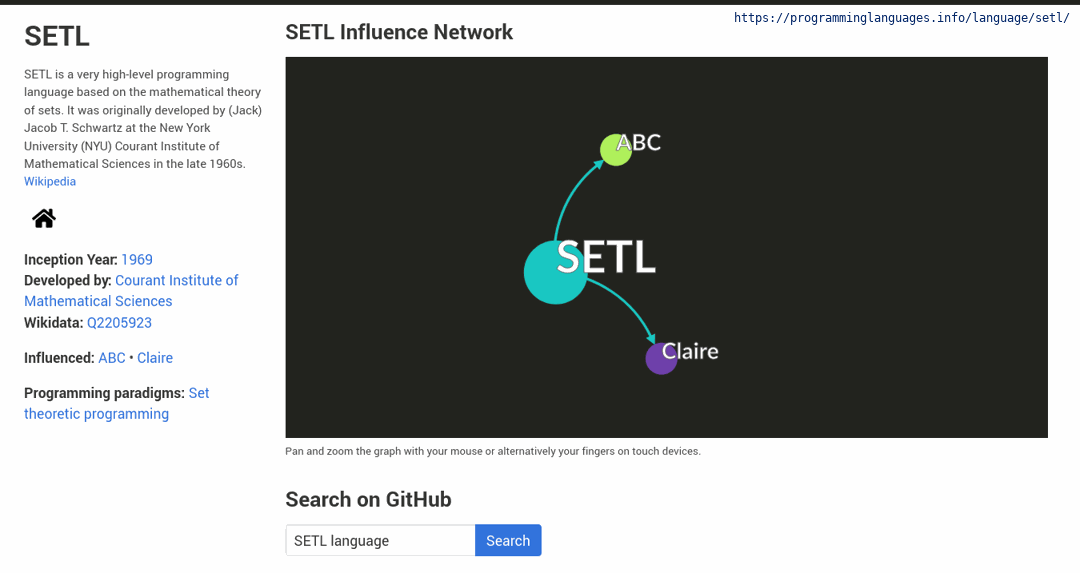 https://programminglanguages.info/language/setl/
SETL
SETL is a very high-level programming
language based on the mathematical theory
of sets. It was originally developed by (Jack)
Jacob T. Schwartz at the New York
University (NYU) Courant Institute of
Mathematical Sciences in the late 1960s.
Wikipedia
Inception Year: 1969
Developed by: Courant Institute of
Mathematical Sciences
Wikidata: Q2205923
Influenced: ABC • Claire
Programming paradigms: Set
theoretic programming
SETL Influence Network
ABC
SETL
Claire
Pan and zoom the graph with your mouse or alternatively your fingers on touch devices.
Search on GitHub
SETL language
Search